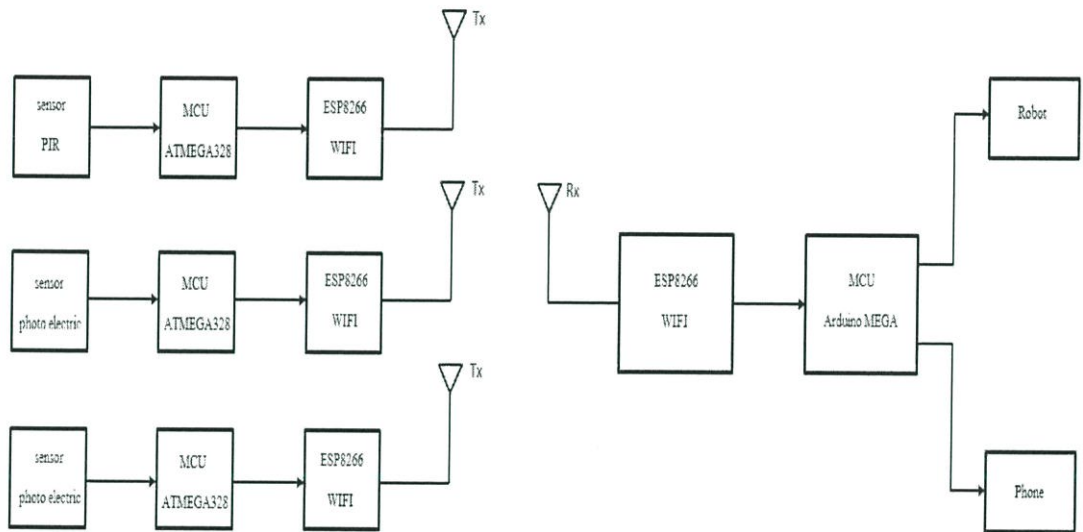 Tx
sensor
PIR
MCU
ATMEGA328
ESP8266
WIFI
Tx
sensor
photo electric
MCU
ATMEGA328
ESP8266
WIFI
Tx
sensor
photo electric
MCU
ATMEGA328
ESP8266
WIFI
Rx
ESP8266
WIFI
MCU
Arduino MEGA
Robot
Phone